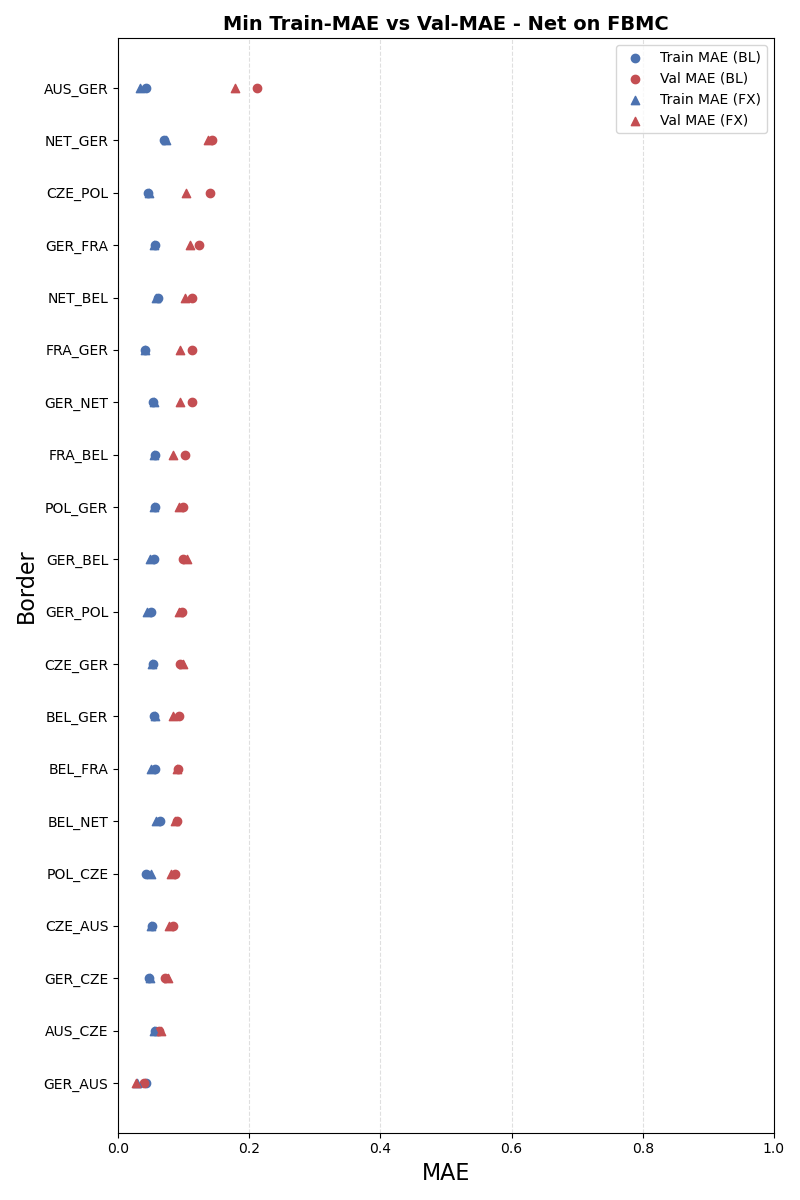 Min Train-MAE vs Val-MAE - Net on FBMC
Train MAE (BL)
Val MAE (BL)
Train MAE (FX)
Val MAE (FX)
Border
AUS_GER
NET_GER
CZE_POL
GER_FRA
NET_BEL
FRA_GER
GER_NET
FRA_BEL
POL_GER
GER_BEL
GER_POL
CZE_GER
BEL_GER
BEL_FRA
BEL_NET
POL_CZE
CZE_AUS
GER_CZE
AUS_CZE
GER_AUS
0.0 0.2 0.4 0.6 0.8 1.0
MAE